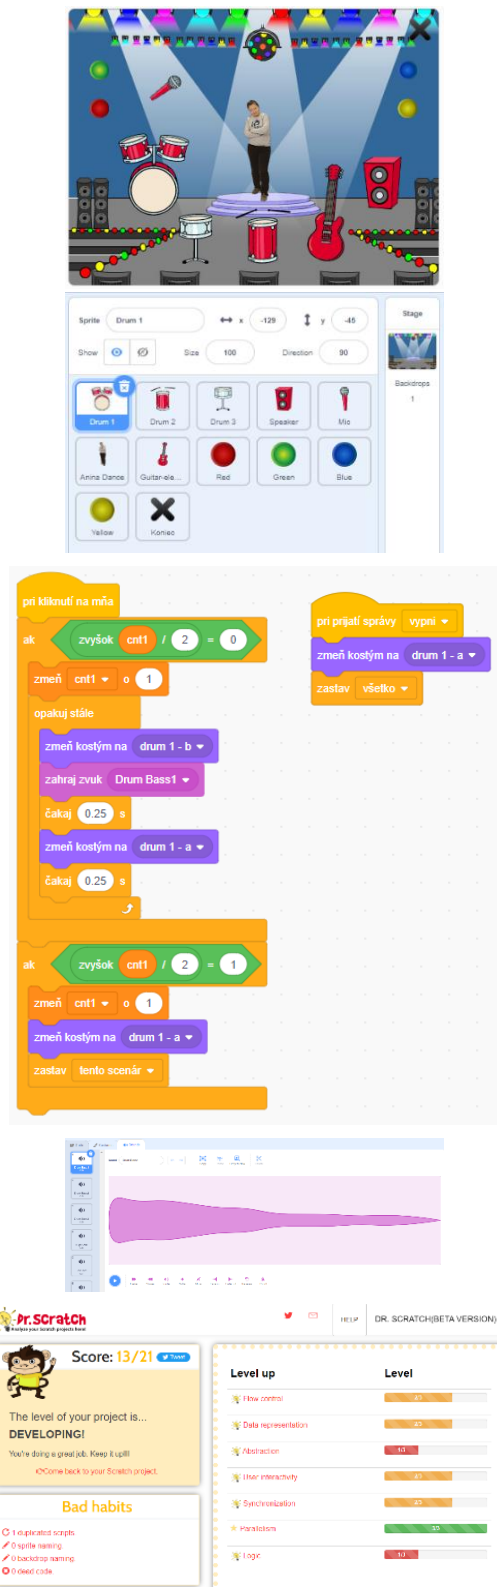 Sprite Drum 1 x -129 y -45
Show Size 100 Direction 90
Stage
Backdrops
1
Drum 1 Drum 2 Drum 3 Speaker Mic
Anina Dance Guitar-ele... Red Green Blue
Yellow Koniec
pri kliknutí na mňa
ak zvyšok cnt1 / 2 = 0
zmeň cnt1 o 1
opakuj stále
zmeň kostým na drum 1 - b
zahraj zvuk Drum Bass1
čakaj 0.25 s
zmeň kostým na drum 1 - a
čakaj 0.25 s
ak zvyšok cnt1 / 2 = 1
zmeň cnt1 o 1
zmeň kostým na drum 1 - a
zastav tento scenár
pri prijatí správy vypni
zmeň kostým na drum 1 - a
zastav všetko
Dr.Scratch
Analyze your Scratch projects here!
HELP DR. SCRATCH(BETA VERSION)
Score: 13/21 Tweet
The level of your project is...
DEVELOPING!
You're doing a great job. Keep it up!!!
Come back to your Scratch project.
Bad habits
1 duplicated scripts.
0 sprite naming.
0 backdrop naming.
0 dead code.
Level up Level
Flow control 2/3
Data representation 2/3
Abstraction 1/3
User interactivity 2/3
Synchronization 2/3
Parallelism 3/3
Logic 1/3